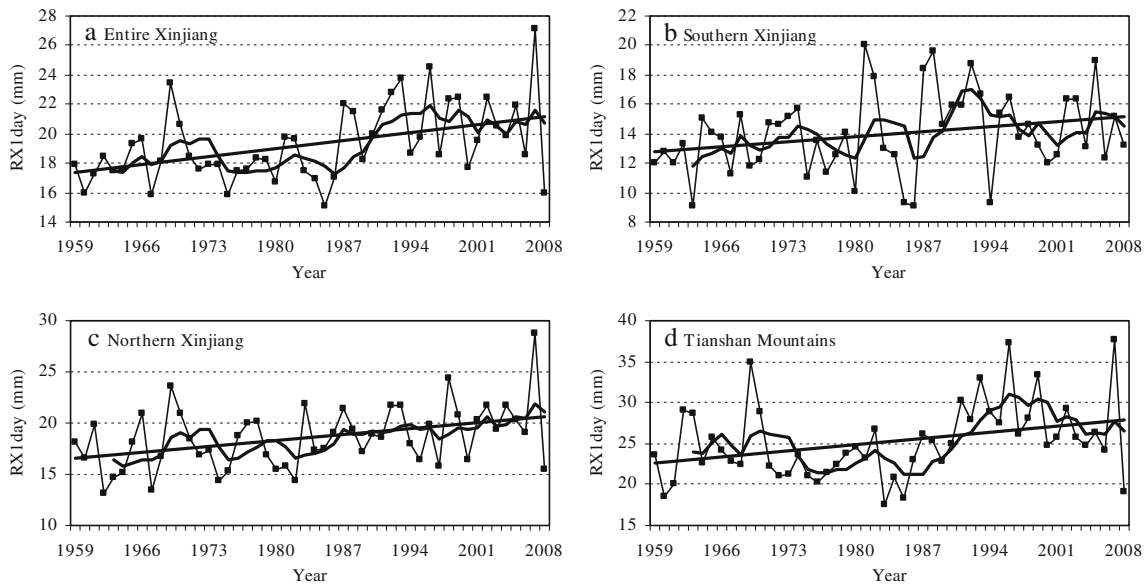 a Entire Xinjiang
RX1day (mm)
28
26
24
22
20
18
16
14
1959 1966 1973 1980 1987 1994 2001 2008
Year
b Southern Xinjiang
RX1day (mm)
22
20
18
16
14
12
10
8
1959 1966 1973 1980 1987 1994 2001 2008
Year
c Northern Xinjiang
RX1day (mm)
30
25
20
15
10
1959 1966 1973 1980 1987 1994 2001 2008
Year
d Tianshan Mountains
RX1day (mm)
40
35
30
25
20
15
1959 1966 1973 1980 1987 1994 2001 2008
Year